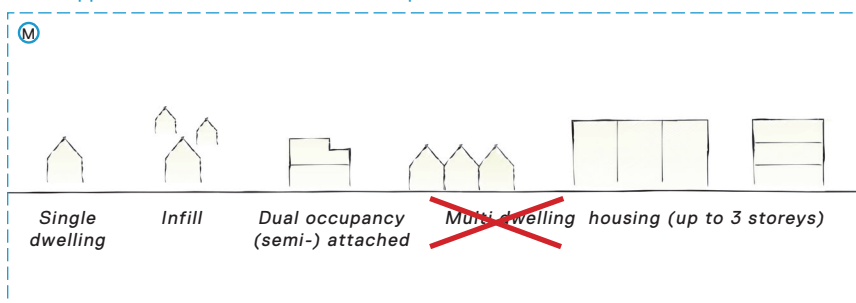 M
Single dwelling
Infill
Dual occupancy (semi-) attached
Multi dwelling housing (up to 3 storeys)